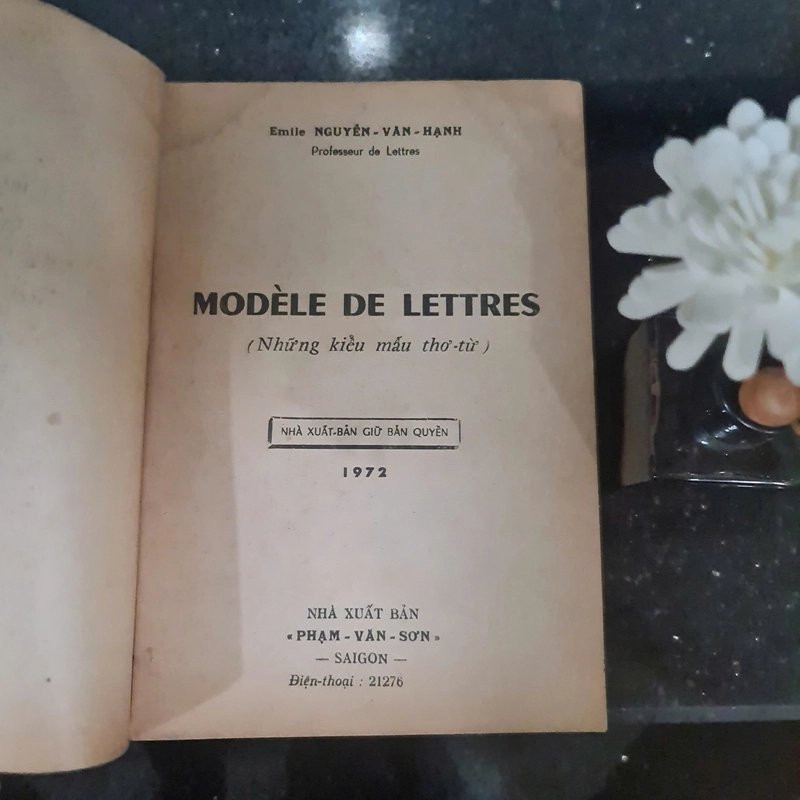 Emile NGUYỄN-VĂN-HẠNH
Professeur de Lettres
MODÈLE DE LETTRES
(Những kiểu mẫu thơ-từ)
NHÀ XUẤT-BẢN GIỮ BẢN QUYỀN
1972
NHÀ XUẤT BẢN
«PHẠM-VĂN-SƠN»
— SAIGON —
Điện-thoại : 21276